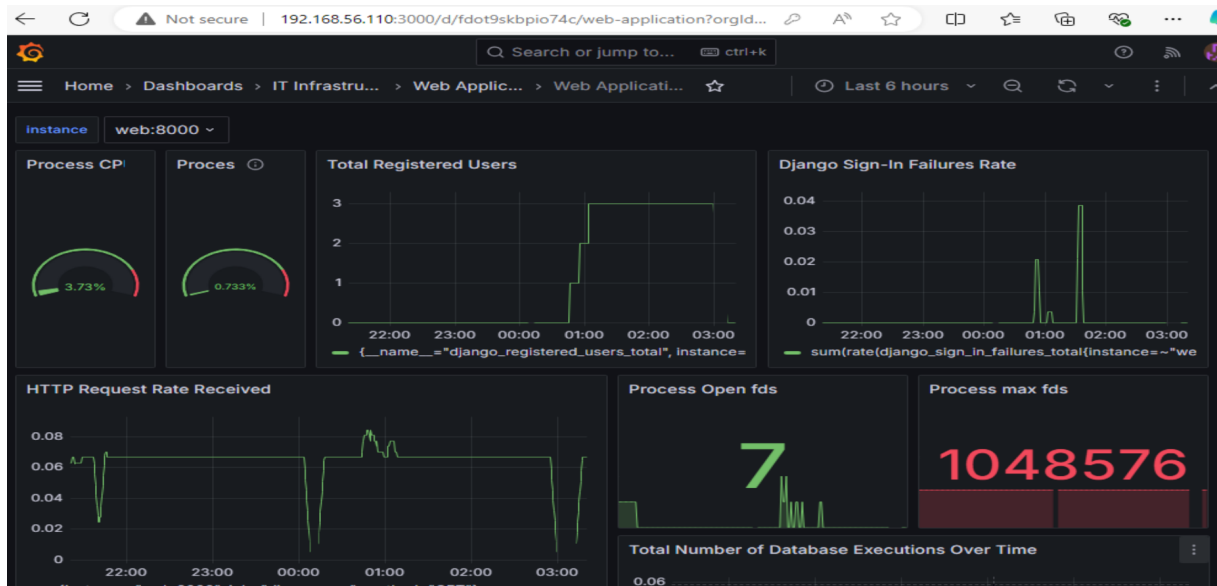 Not secure 192.168.56.110:3000/d/fdot9skbpio74c/web-application?orgId...
Search or jump to... ctrl+k
Home › Dashboards › IT Infrastru... › Web Applic... › Web Applicati... Last 6 hours
instance web:8000
Process CP
Proces
Total Registered Users
Django Sign-In Failures Rate
3
2
1
0
22:00 23:00 00:00 01:00 02:00 03:00
{__name__="django_registered_users_total", instance=
0.04
0.03
0.02
0.01
0
22:00 23:00 00:00 01:00 02:00 03:00
sum(rate(django_sign_in_failures_total{instance=~"we
3.73%
0.733%
HTTP Request Rate Received
0.08
0.06
0.04
0.02
0
22:00 23:00 00:00 01:00 02:00 03:00
Process Open fds
7
Process max fds
1048576
Total Number of Database Executions Over Time
0.06